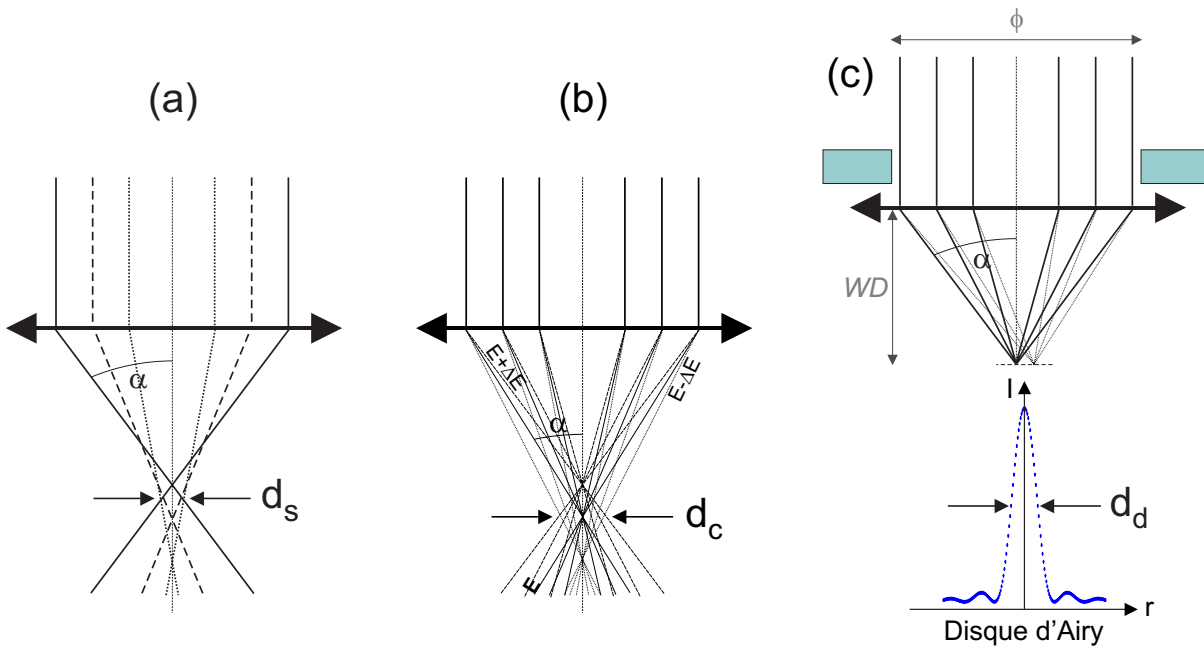 (a)
α
d_s
(b)
E+ΔE
E-ΔE
α
d_c
E
(c)
ϕ
α
WD
I
d_d
r
Disque d'Airy